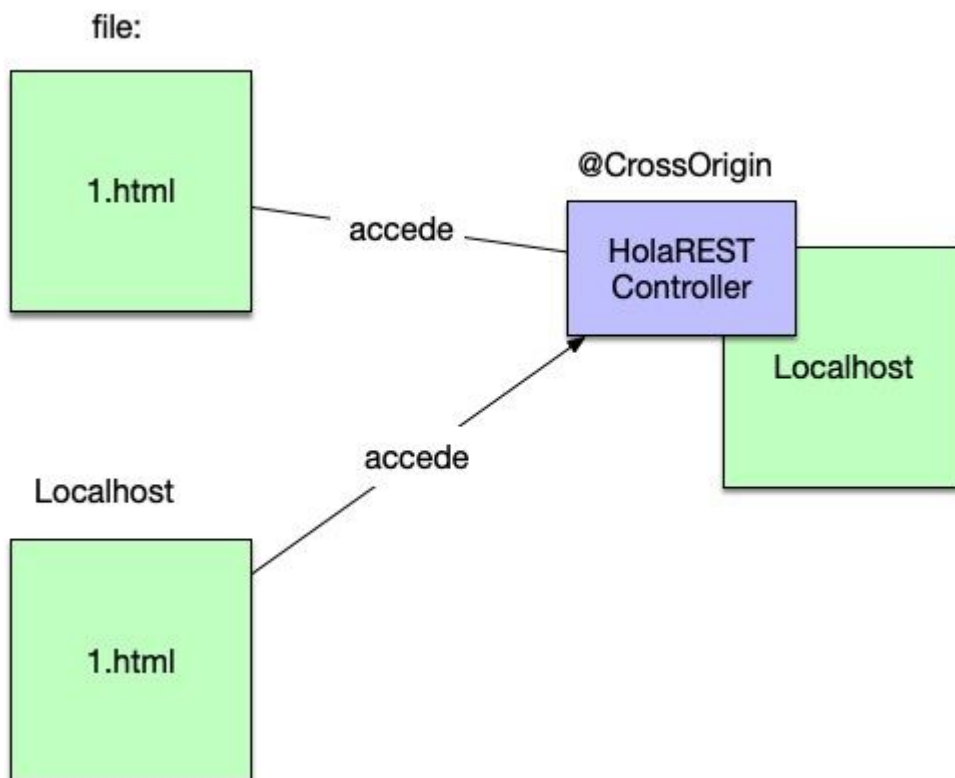 file:
1.html
accede
@CrossOrigin
HolaREST
Controller
Localhost
accede
Localhost
1.html